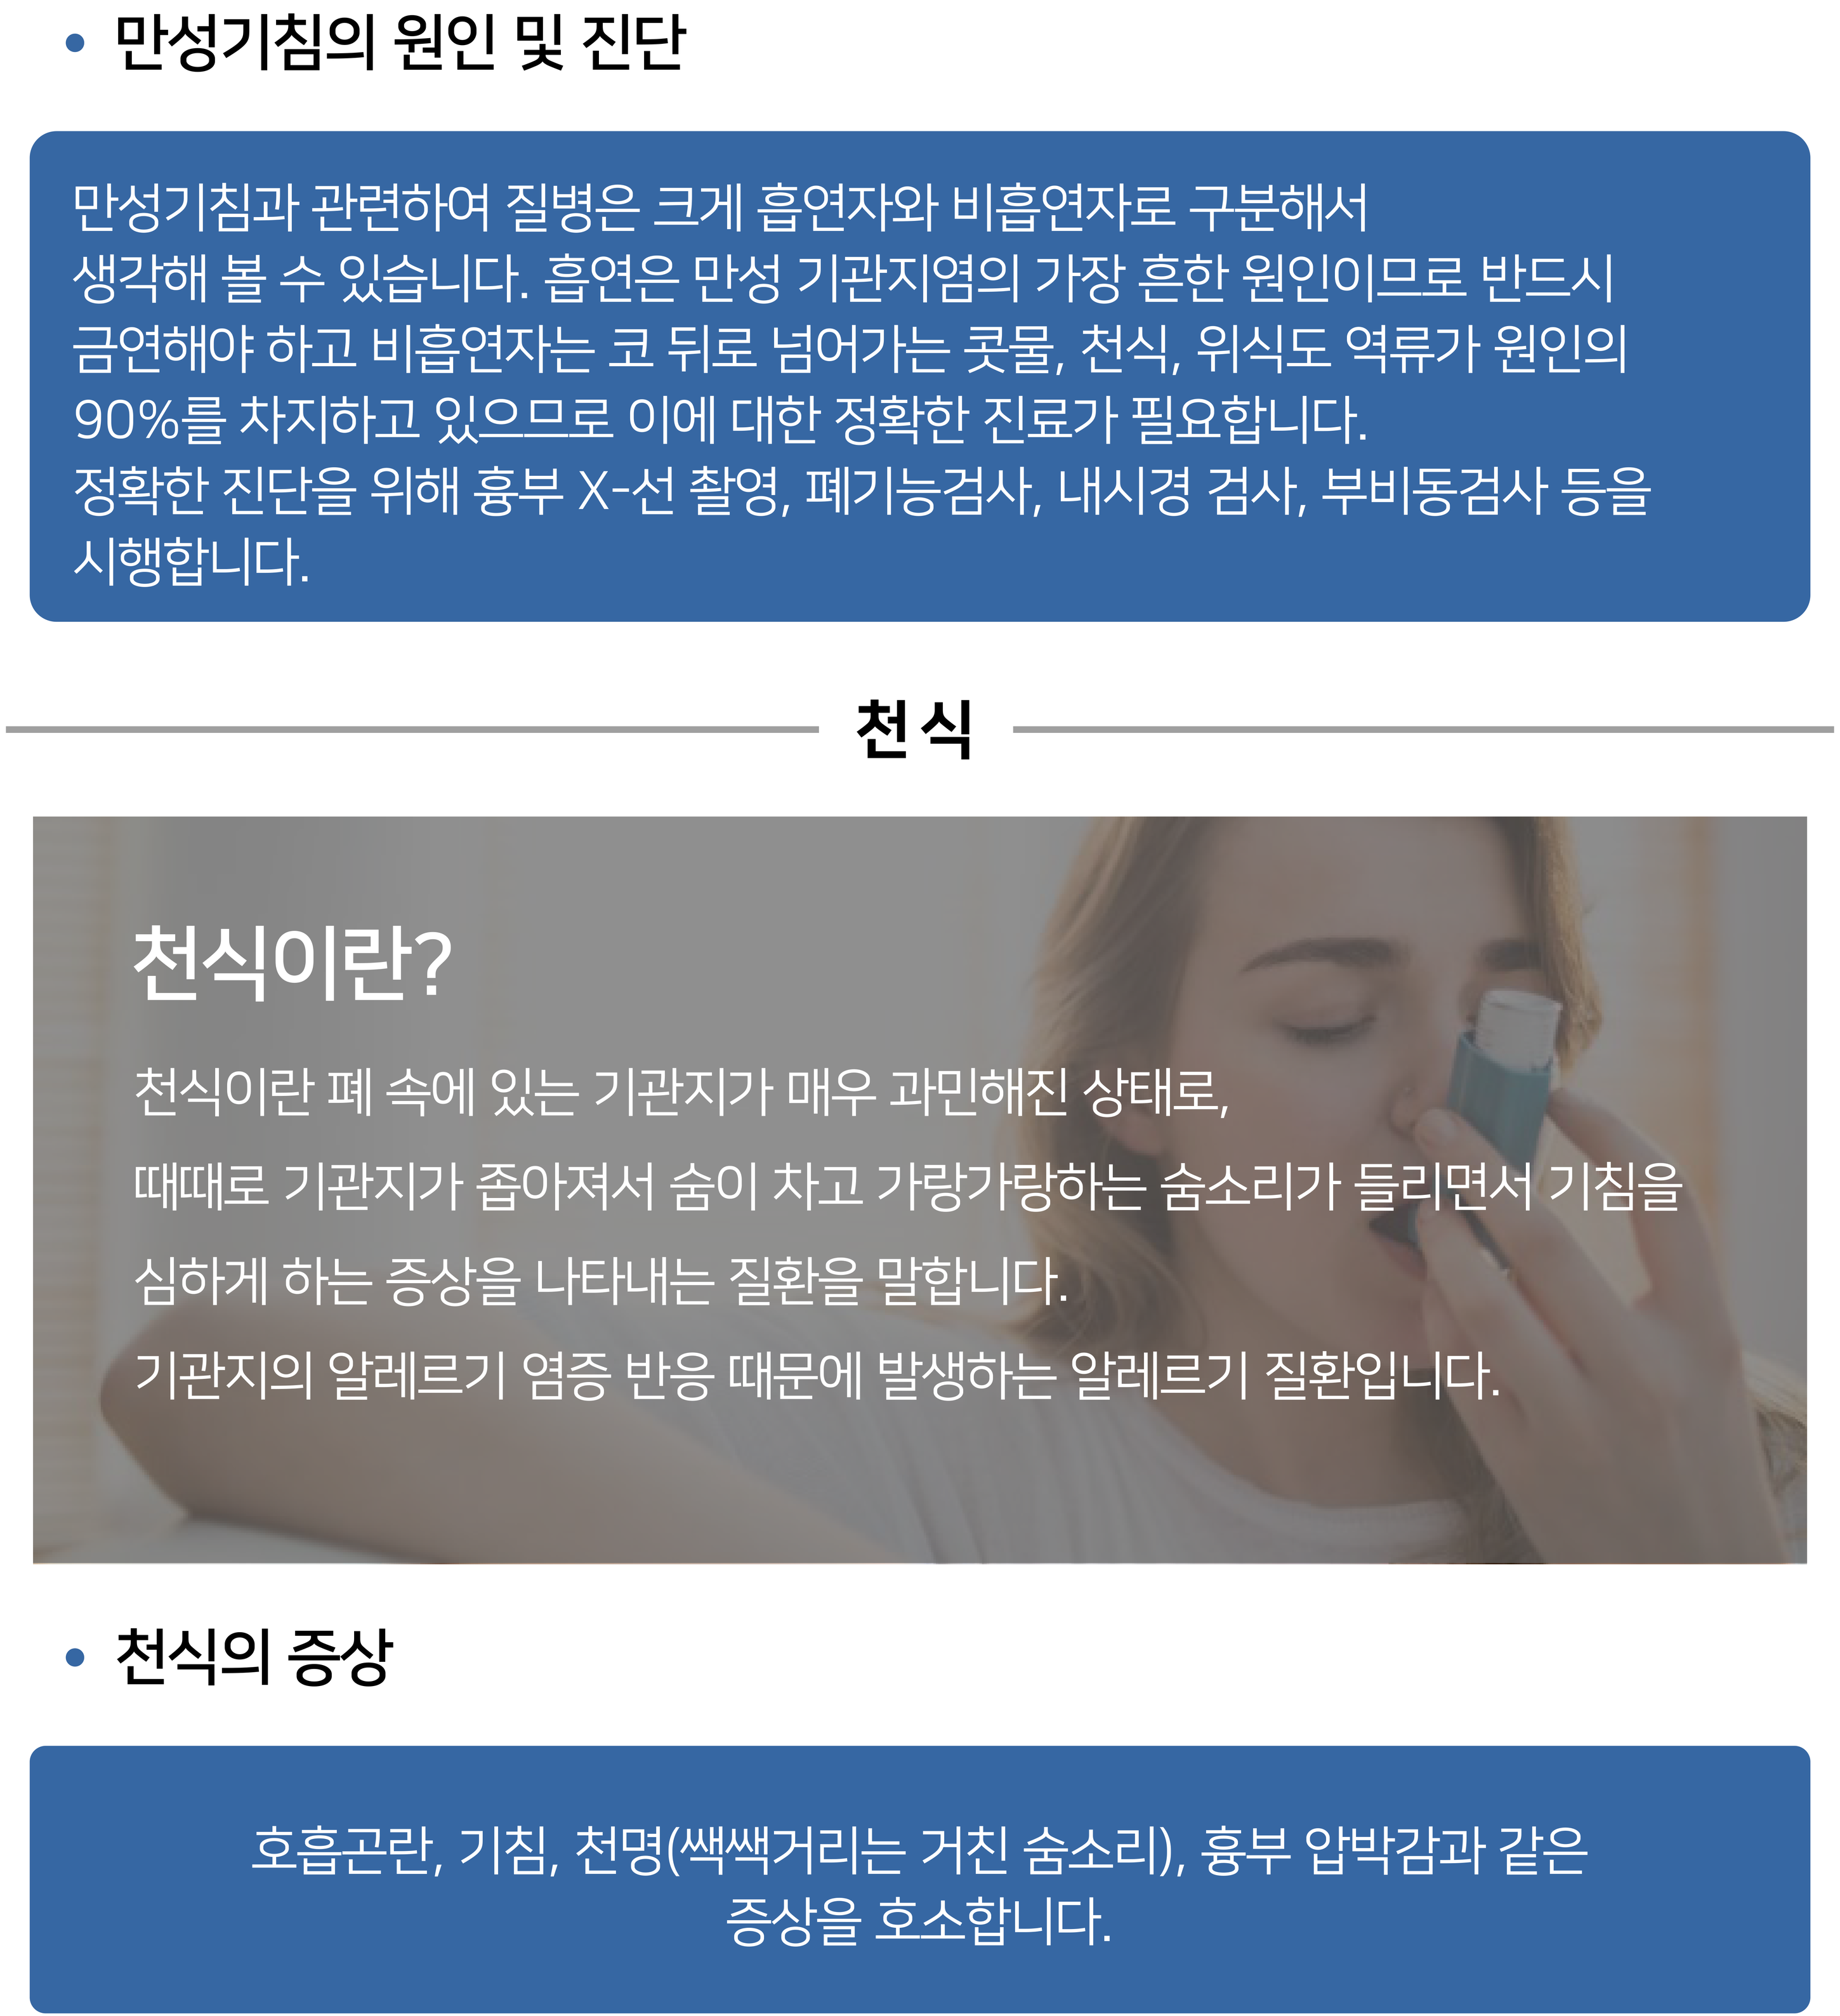 만성기침의 원인 및 진단
만성기침과 관련하여 질병은 크게 흡연자와 비흡연자로 구분해서
생각해 볼 수 있습니다. 흡연은 만성 기관지염의 가장 흔한 원인이므로 반드시
금연해야 하고 비흡연자는 코 뒤로 넘어가는 콧물, 천식, 위식도 역류가 원인의
90%를 차지하고 있으므로 이에 대한 정확한 진료가 필요합니다.
정확한 진단을 위해 흉부 X-선 촬영, 폐기능검사, 내시경 검사, 부비동검사 등을
시행합니다.
천식
천식이란?
천식이란 폐 속에 있는 기관지가 매우 과민해진 상태로,
때때로 기관지가 좁아져서 숨이 차고 가랑가랑하는 숨소리가 들리면서 기침을
심하게 하는 증상을 나타내는 질환을 말합니다.
기관지의 알레르기 염증 반응 때문에 발생하는 알레르기 질환입니다.
천식의 증상
호흡곤란, 기침, 천명(쌕쌕거리는 거친 숨소리), 흉부 압박감과 같은
증상을 호소합니다.